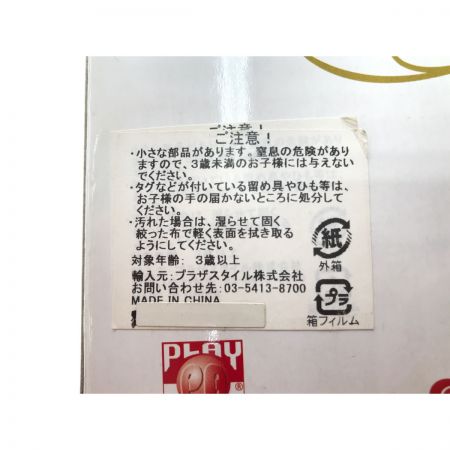 ご注意！
ご注意！
・小さな部品があります。窒息の危険があり
ますので、3歳未満のお子様には与えない
でください。
・タグなどが付いている留め具やひも等は、
お子様の手の届かないところに処分して
ください。
・汚れた場合は、湿らせて固く
絞った布で軽く表面を拭き取る
ようにしてください。
紙
外箱
対象年齢: 3歳以上
輸入元: プラザスタイル株式会社
お問い合わせ先: 03-5413-8700
MADE IN CHINA
プラ
箱フィルム
PLAY
®